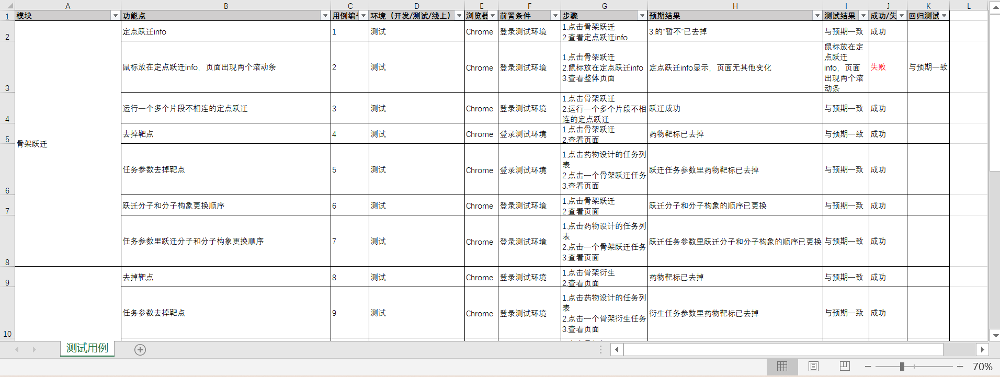 A B C D E F G H I J K L
1 模块 功能点 用例编号 环境（开发/测试/线上） 浏览器 前置条件 步骤 预期结果 测试结果 成功/失 回归测试
2 定点跃迁info 1 测试 Chrome 登录测试环境 1.点击骨架跃迁 3.的“暂不”已去掉 与预期一致 成功
2.查看定点跃迁info
3 鼠标放在定点跃迁info，页面出现两个滚动条 2 测试 Chrome 登录测试环境 1.点击骨架跃迁 定点跃迁info显示，页面无其他变化 鼠标放在定 失败 与预期一致
2.鼠标放在定点跃迁info 点跃迁
3.查看整体页面 info，页面
出现两个滚
动条
4 运行一个多个片段不相连的定点跃迁 3 测试 Chrome 登录测试环境 1.点击骨架跃迁 跃迁成功 与预期一致 成功
2.运行一个多个片段不相
连的定点跃迁
5 骨架跃迁 去掉靶点 4 测试 Chrome 登录测试环境 1.点击骨架跃迁 药物靶标已去掉 与预期一致 成功
2.查看页面
6 任务参数去掉靶点 5 测试 Chrome 登录测试环境 1.点击药物设计的任务列 跃迁任务参数里药物靶标已去掉 与预期一致 成功
表
2.点击一个骨架跃迁任务
3.查看页面
7 跃迁分子和分子构象更换顺序 6 测试 Chrome 登录测试环境 1.点击骨架跃迁 跃迁分子和分子构象的顺序已更换 与预期一致 成功
2.查看页面
8 任务参数里跃迁分子和分子构象更换顺序 7 测试 Chrome 登录测试环境 1.点击药物设计的任务列 跃迁任务参数里跃迁分子和分子构象的顺序已更换 与预期一致 成功
表
2.点击一个骨架跃迁任务
3.查看页面
9 去掉靶点 8 测试 Chrome 登录测试环境 1.点击骨架衍生 药物靶标已去掉 与预期一致 成功
2.查看页面
10 任务参数去掉靶点 9 测试 Chrome 登录测试环境 1.点击药物设计的任务列 衍生任务参数里药物靶标已去掉 与预期一致 成功
表
2.点击一个骨架衍生任务
3.查看页面
测试用例
70%